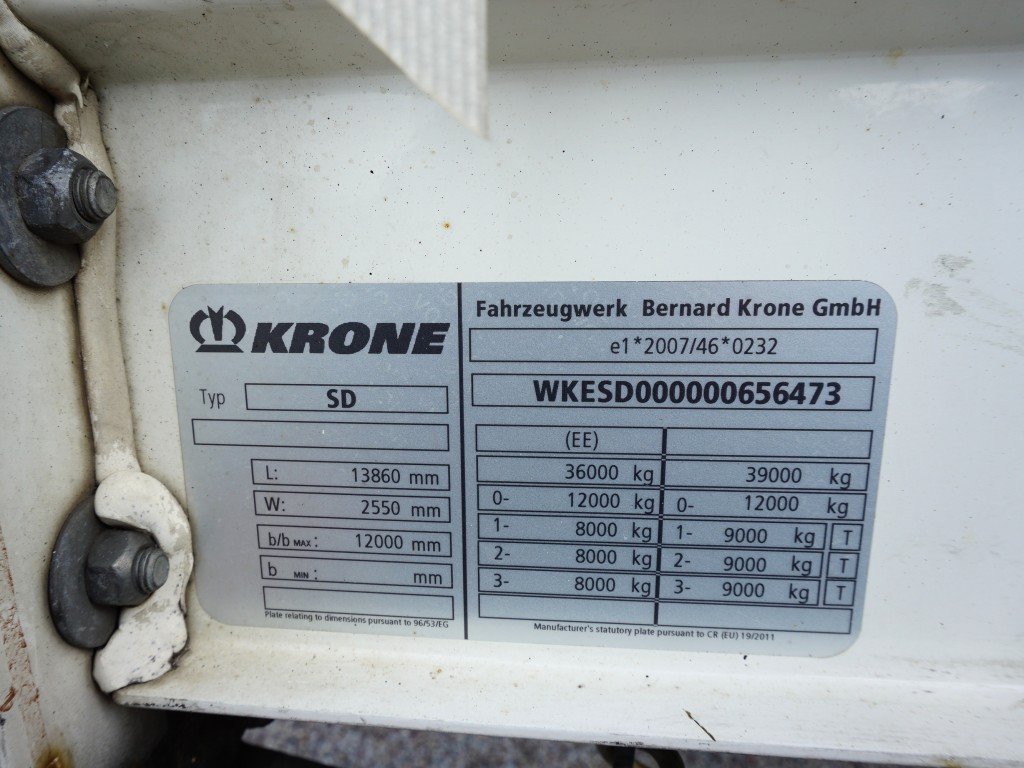 KRONE
Typ SD
L: 13860 mm
W: 2550 mm
b/b MAX : 12000 mm
b MIN : mm
Plate relating to dimensions pursuant to 96/53/EG
Fahrzeugwerk Bernard Krone GmbH
e1*2007/46*0232
WKESD000000656473
(EE)
36000 kg 39000 kg
0- 12000 kg 0- 12000 kg
1- 8000 kg 1- 9000 kg T
2- 8000 kg 2- 9000 kg T
3- 8000 kg 3- 9000 kg T
Manufacturer's statutory plate pursuant to CR (EU) 19/2011